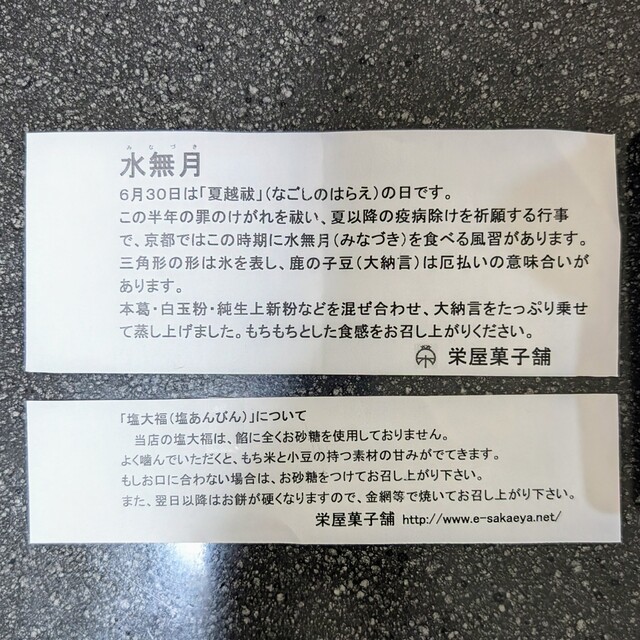 みなづき
水無月
6月30日は「夏越祓」(なごしのはらえ)の日です。
この半年の罪のけがれを祓い、夏以降の疫病除けを祈願する行事
で、京都ではこの時期に水無月(みなづき)を食べる風習があります。
三角形の形は氷を表し、鹿の子豆(大納言)は厄払いの意味合いが
あります。
本葛・白玉粉・純生上新粉などを混ぜ合わせ、大納言をたっぷり乗せ
て蒸し上げました。もちもちとした食感をお召し上がりください。
栄屋菓子舗
「塩大福(塩あんびん)」について
当店の塩大福は、餡に全くお砂糖を使用しておりません。
よく噛んでいただくと、もち米と小豆の持つ素材の甘みがでてきます。
もしお口に合わない場合は、お砂糖をつけてお召し上がり下さい。
また、翌日以降はお餅が硬くなりますので、金網等で焼いてお召し上がり下さい。
栄屋菓子舗 http://www.e-sakaeya.net/